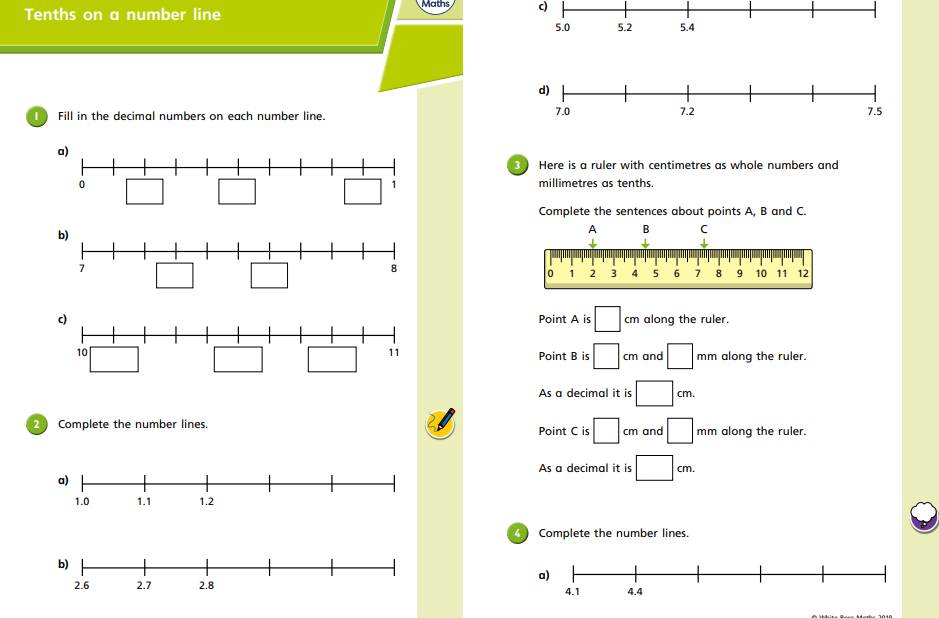 Tenths on a number line
Maths
1
Fill in the decimal numbers on each number line.
a)
0 1
b)
7 8
c)
10 11
2
Complete the number lines.
a)
1.0 1.1 1.2
b)
2.6 2.7 2.8
c)
5.0 5.2 5.4
d)
7.0 7.2 7.5
3
Here is a ruler with centimetres as whole numbers and
millimetres as tenths.
Complete the sentences about points A, B and C.
A B C
0 1 2 3 4 5 6 7 8 9 10 11 12
Point A is cm along the ruler.
Point B is cm and mm along the ruler.
As a decimal it is cm.
Point C is cm and mm along the ruler.
As a decimal it is cm.
4
Complete the number lines.
a)
4.1 4.4
© White Rose Maths 2019